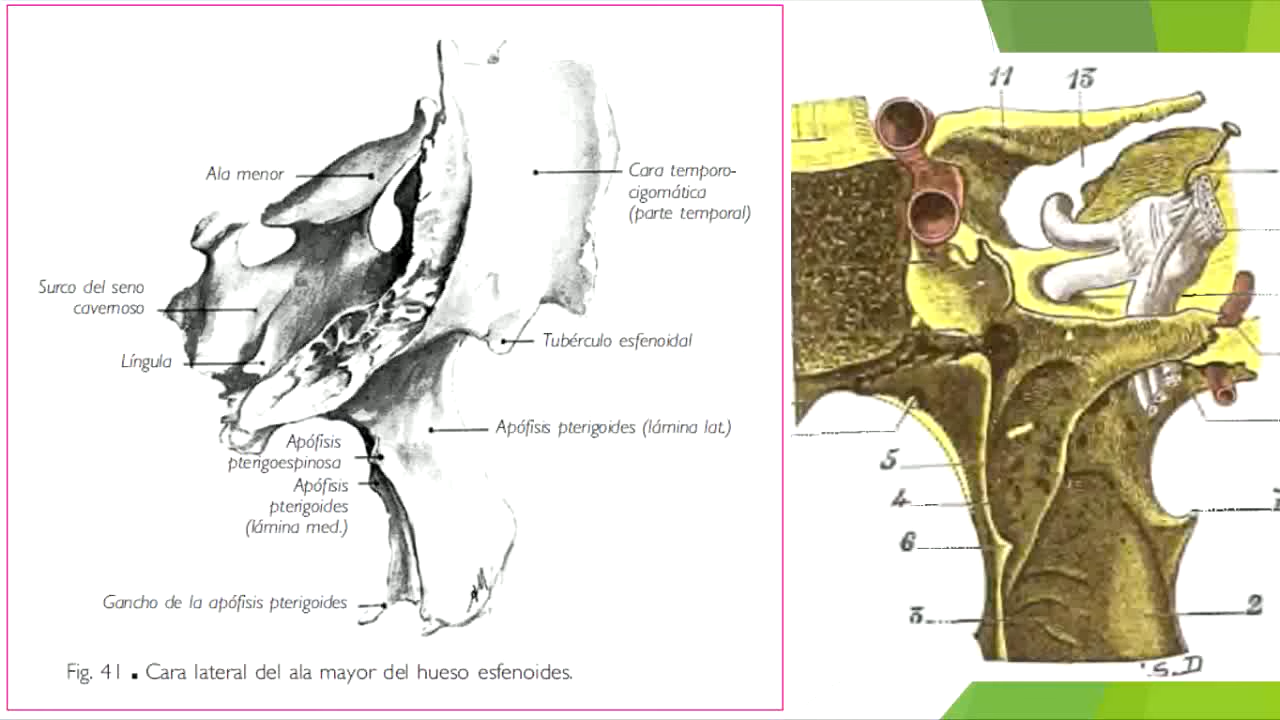 Ala menor
Cara temporo-
cigomática
(parte temporal)
Surco del seno
cavernoso
Língula
Tubérculo esfenoidal
Apófisis pterigoides (lámina lat.)
Apófisis
pterigoespinosa
Apófisis
pterigoides
(lámina med.)
Gancho de la apófisis pterigoides
Fig. 41 ▪ Cara lateral del ala mayor del hueso esfenoides.
11 13
5
4
6
3
2
S.D